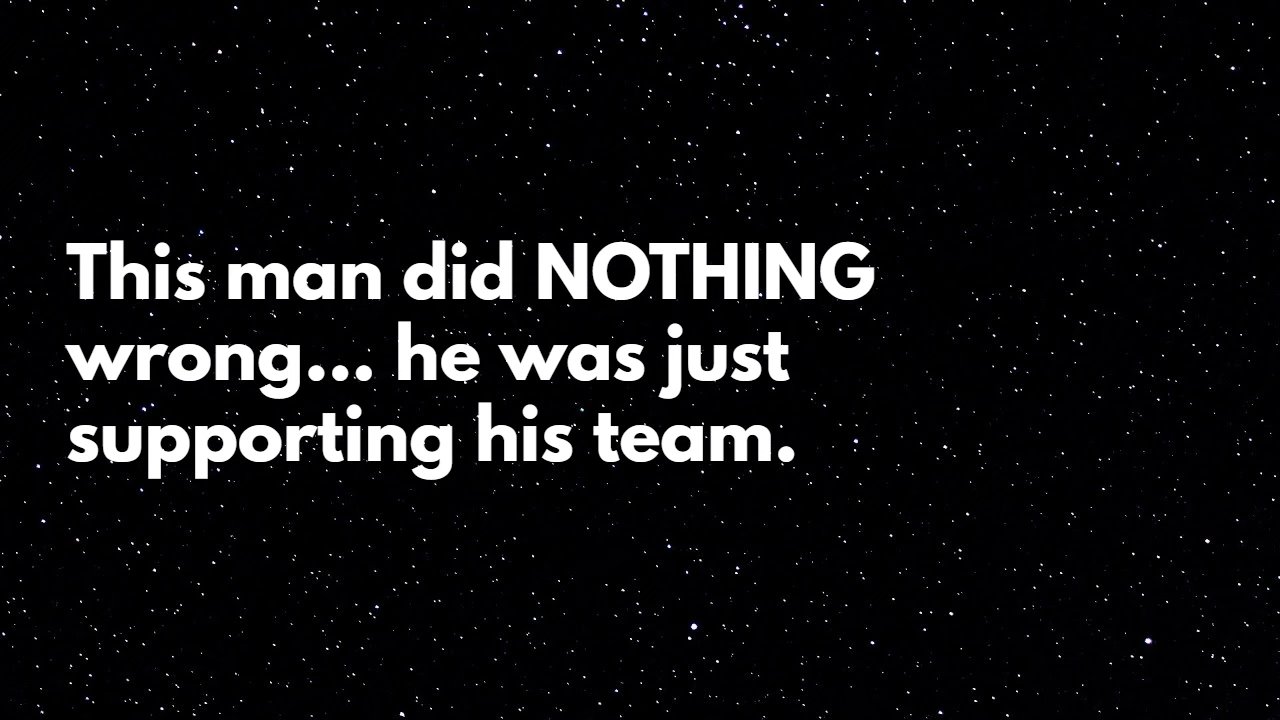 This man did NOTHING
wrong... he was just
supporting his team.